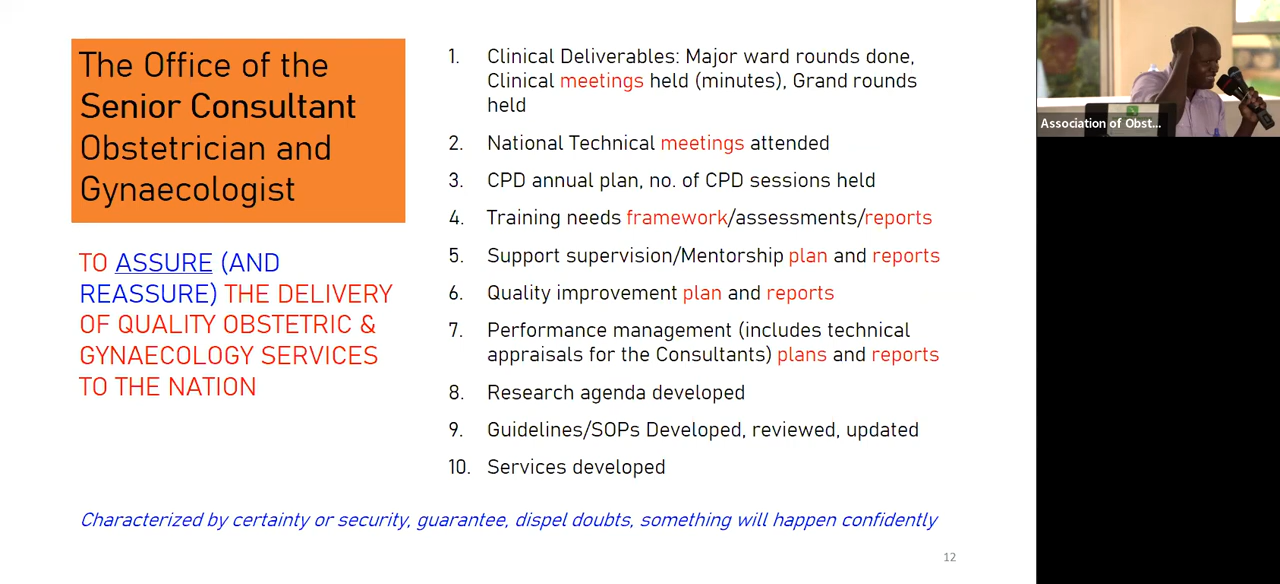 The Office of the
Senior Consultant
Obstetrician and
Gynaecologist
TO ASSURE (AND
REASSURE) THE DELIVERY
OF QUALITY OBSTETRIC &
GYNAECOLOGY SERVICES
TO THE NATION
1. Clinical Deliverables: Major ward rounds done,
Clinical meetings held (minutes), Grand rounds
held
2. National Technical meetings attended
3. CPD annual plan, no. of CPD sessions held
4. Training needs framework/assessments/reports
5. Support supervision/Mentorship plan and reports
6. Quality improvement plan and reports
7. Performance management (includes technical
appraisals for the Consultants) plans and reports
8. Research agenda developed
9. Guidelines/SOPs Developed, reviewed, updated
10. Services developed
Characterized by certainty or security, guarantee, dispel doubts, something will happen confidently
12
Association of Obst...